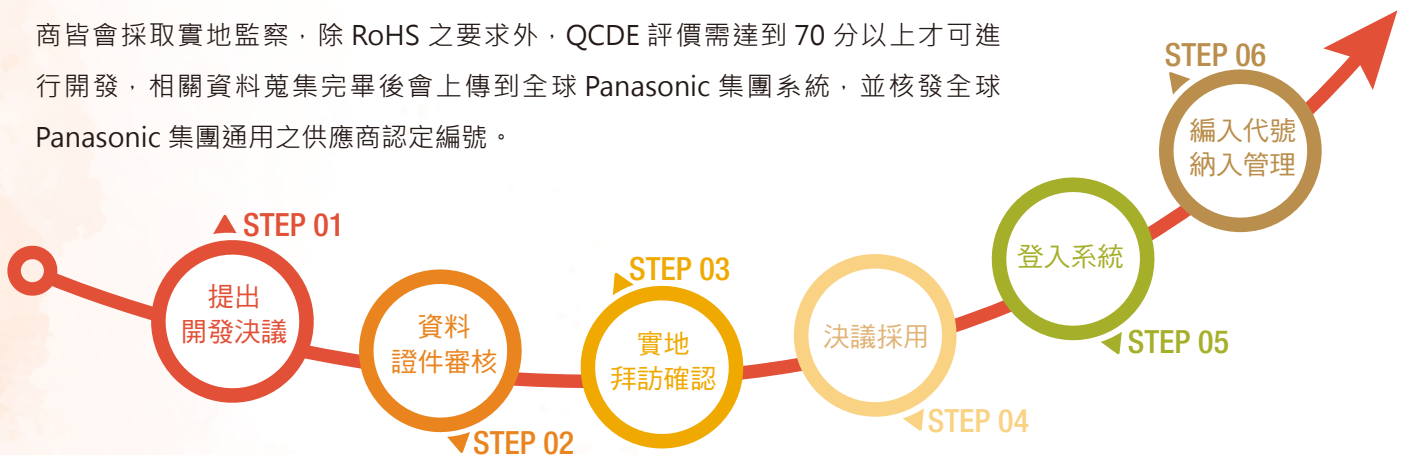 商皆會採取實地監察，除 RoHS 之要求外，QCDE 評價需達到 70 分以上才可進
行開發，相關資料蒐集完畢後會上傳到全球 Panasonic 集團系統，並核發全球
Panasonic 集團通用之供應商認定編號。
STEP 01
提出
開發決議
資料
證件審核
STEP 02
STEP 03
實地
拜訪確認
決議採用
STEP 04
登入系統
STEP 05
STEP 06
編入代號
納入管理